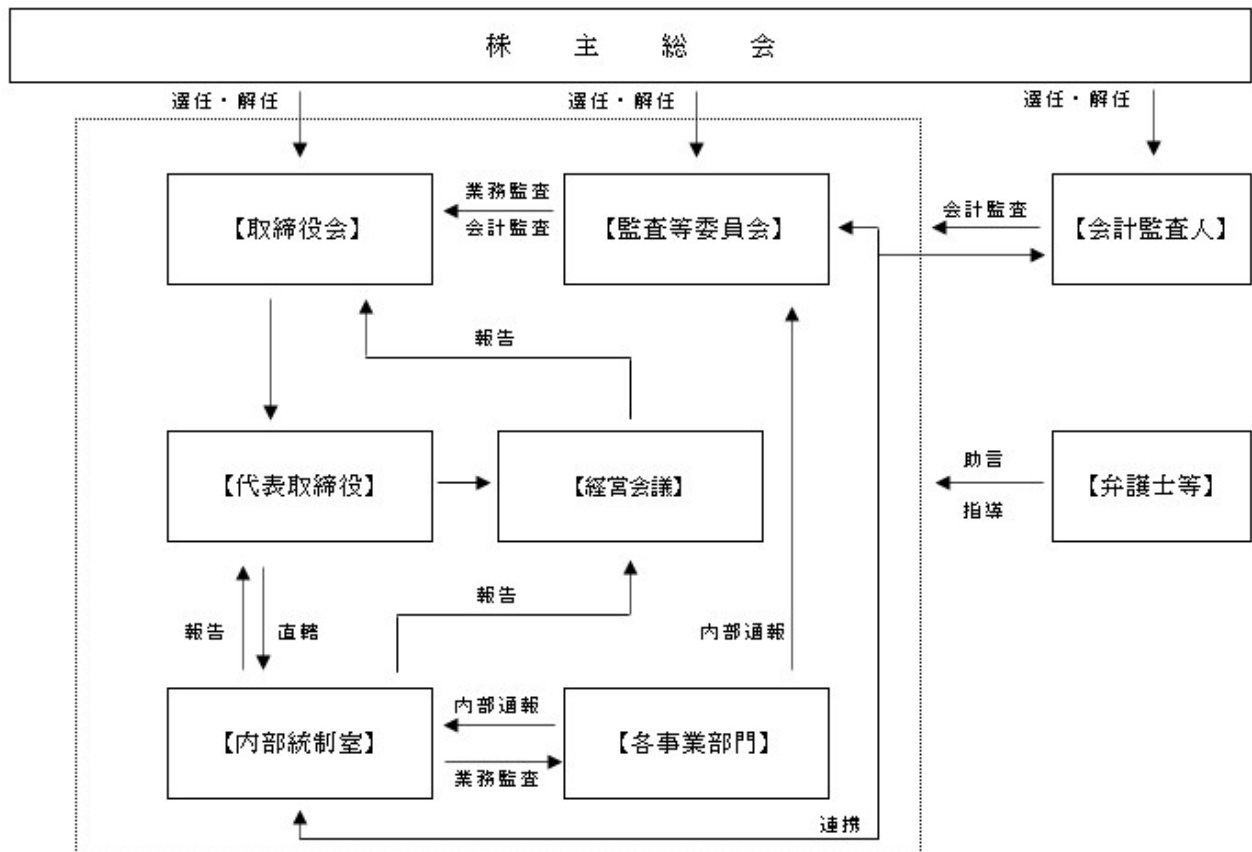 株主総会
選任・解任
選任・解任
選任・解任
【取締役会】
業務監査
会計監査
【監査等委員会】
会計監査
【会計監査人】
報告
【代表取締役】
【経営会議】
助言
指導
【弁護士等】
報告
直轄
報告
内部通報
【内部統制室】
内部通報
業務監査
【各事業部門】
連携